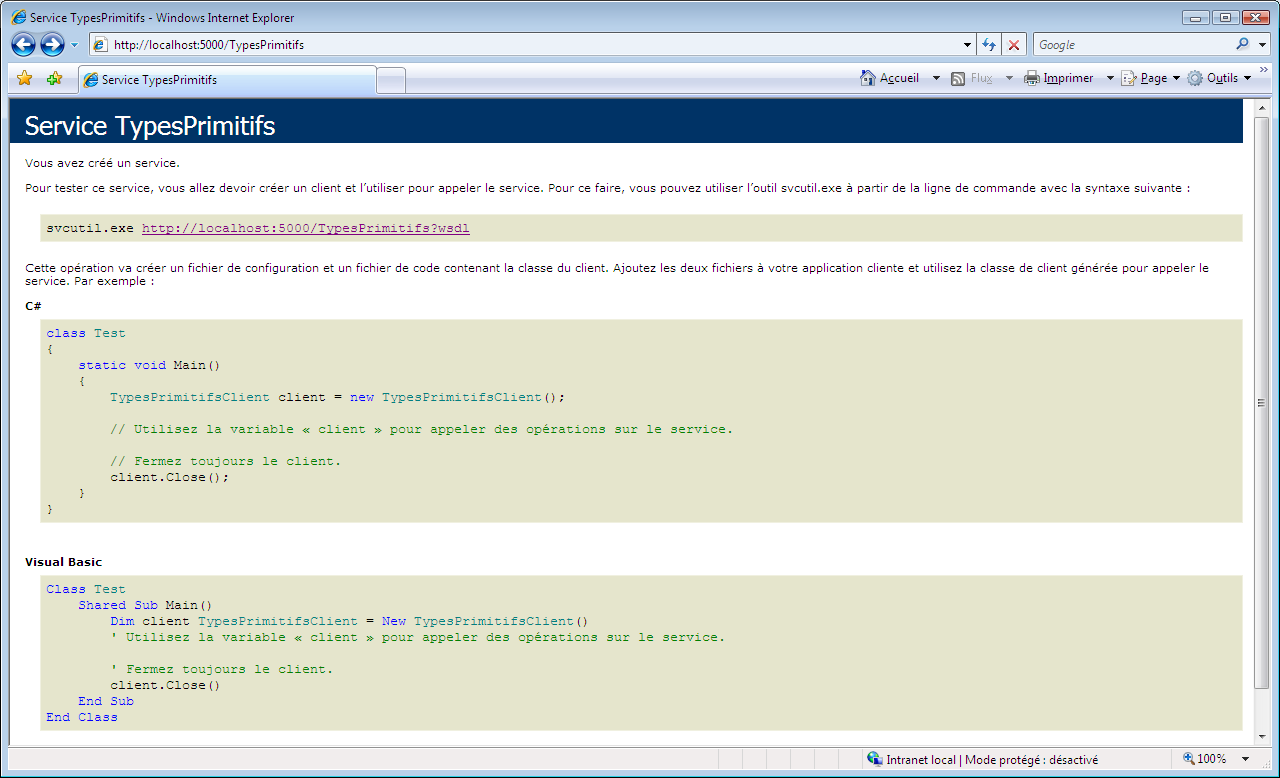 Service TypesPrimitifs - Windows Internet Explorer
http://localhost:5000/TypesPrimitifs
Google
Service TypesPrimitifs
Accueil
Flux
Imprimer
Page
Outils
Service TypesPrimitifs
Vous avez créé un service.
Pour tester ce service, vous allez devoir créer un client et l'utiliser pour appeler le service. Pour ce faire, vous pouvez utiliser l'outil svcutil.exe à partir de la ligne de commande avec la syntaxe suivante :
svcutil.exe http://localhost:5000/TypesPrimitifs?wsdl
Cette opération va créer un fichier de configuration et un fichier de code contenant la classe du client. Ajoutez les deux fichiers à votre application cliente et utilisez la classe de client générée pour appeler le
service. Par exemple :
C#
class Test
{
    static void Main()
    {
        TypesPrimitifsClient client = new TypesPrimitifsClient();
        // Utilisez la variable « client » pour appeler des opérations sur le service.
        // Fermez toujours le client.
        client.Close();
    }
}
Visual Basic
Class Test
    Shared Sub Main()
        Dim client TypesPrimitifsClient = New TypesPrimitifsClient()
        ' Utilisez la variable « client » pour appeler des opérations sur le service.
        ' Fermez toujours le client.
        client.Close()
    End Sub
End Class
Intranet local | Mode protégé : désactivé
100%